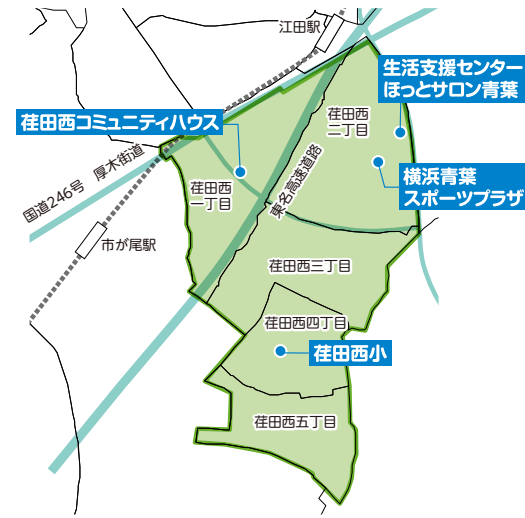 江田駅
生活支援センター
ほっとサロン青葉
荏田西コミュニティハウス
荏田西
二丁目
国道246号 厚木街道
荏田西
一丁目
東名高速道路
横浜青葉
スポーツプラザ
市が尾駅
荏田西三丁目
荏田西四丁目
荏田西小
荏田西五丁目